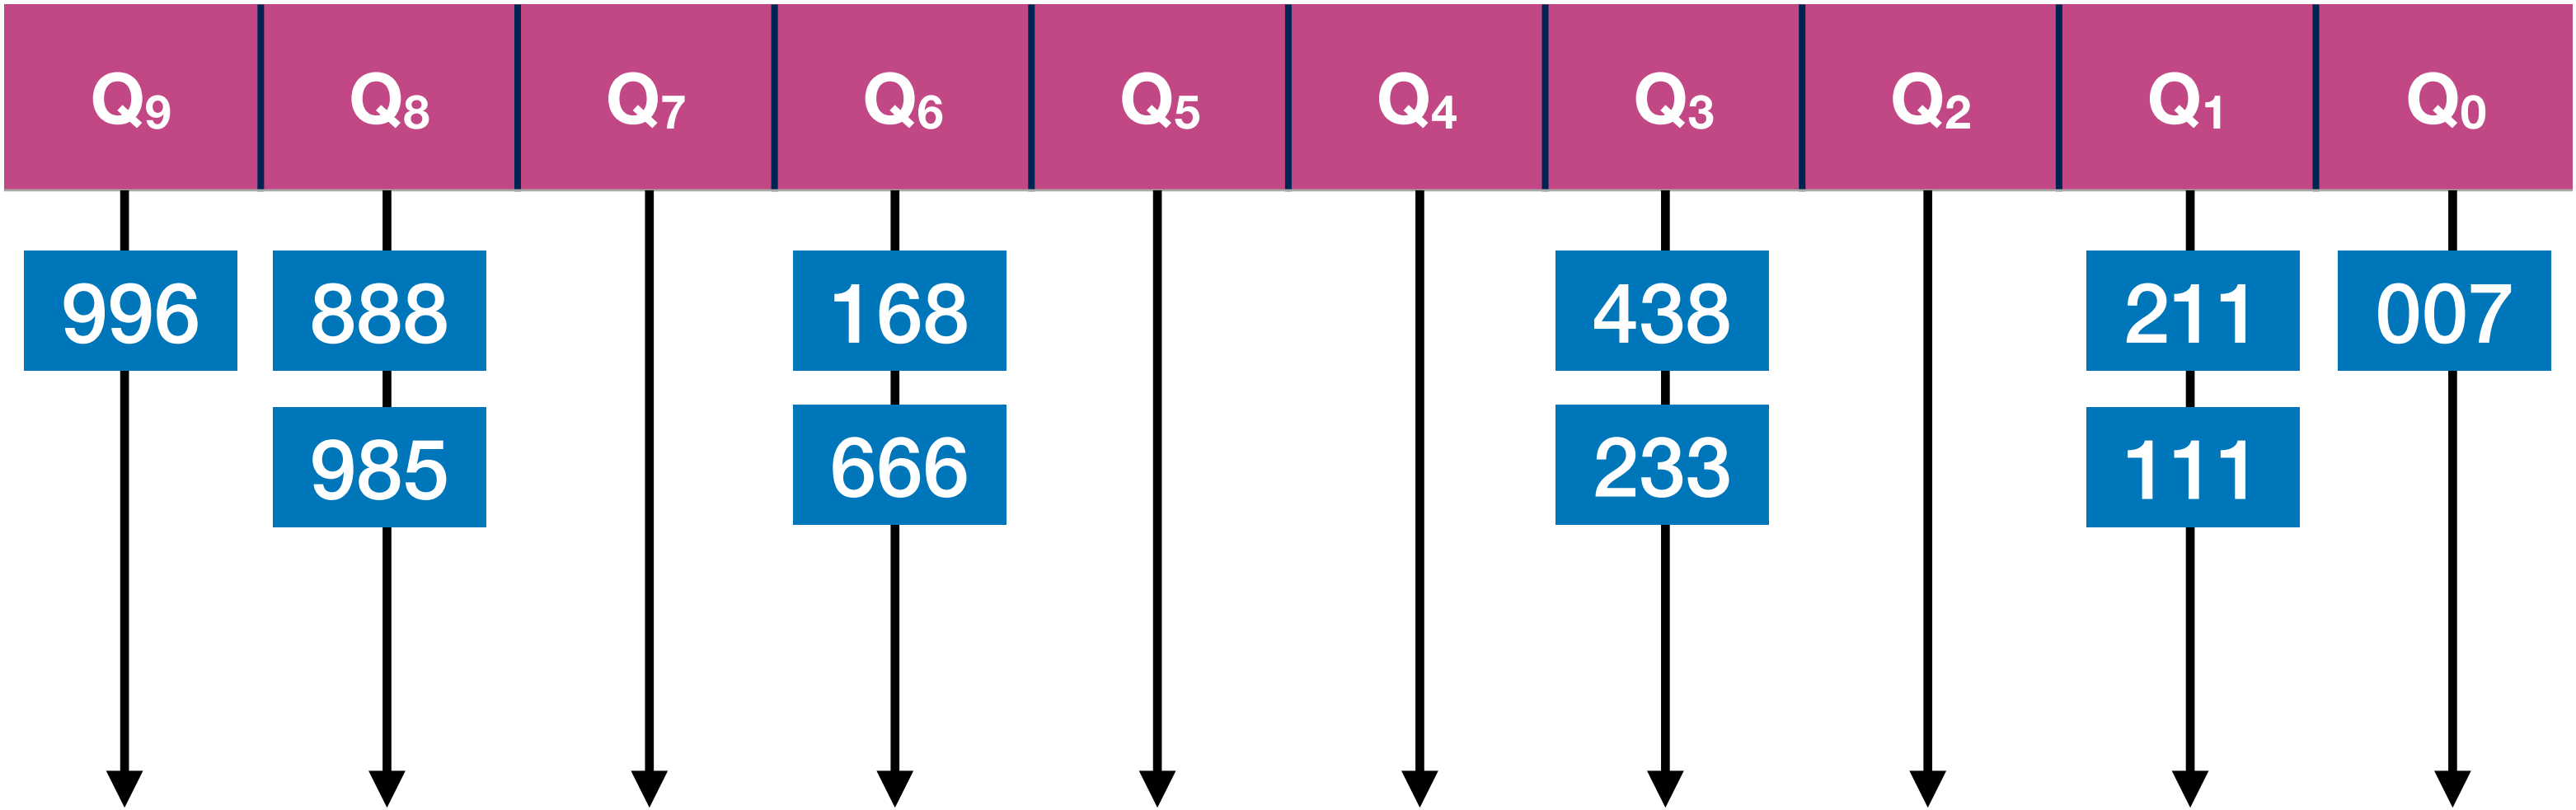 Q₉ Q₈ Q₇ Q₆ Q₅ Q₄ Q₃ Q₂ Q₁ Q₀
996 888 168 438 211 007
985 666 233 111